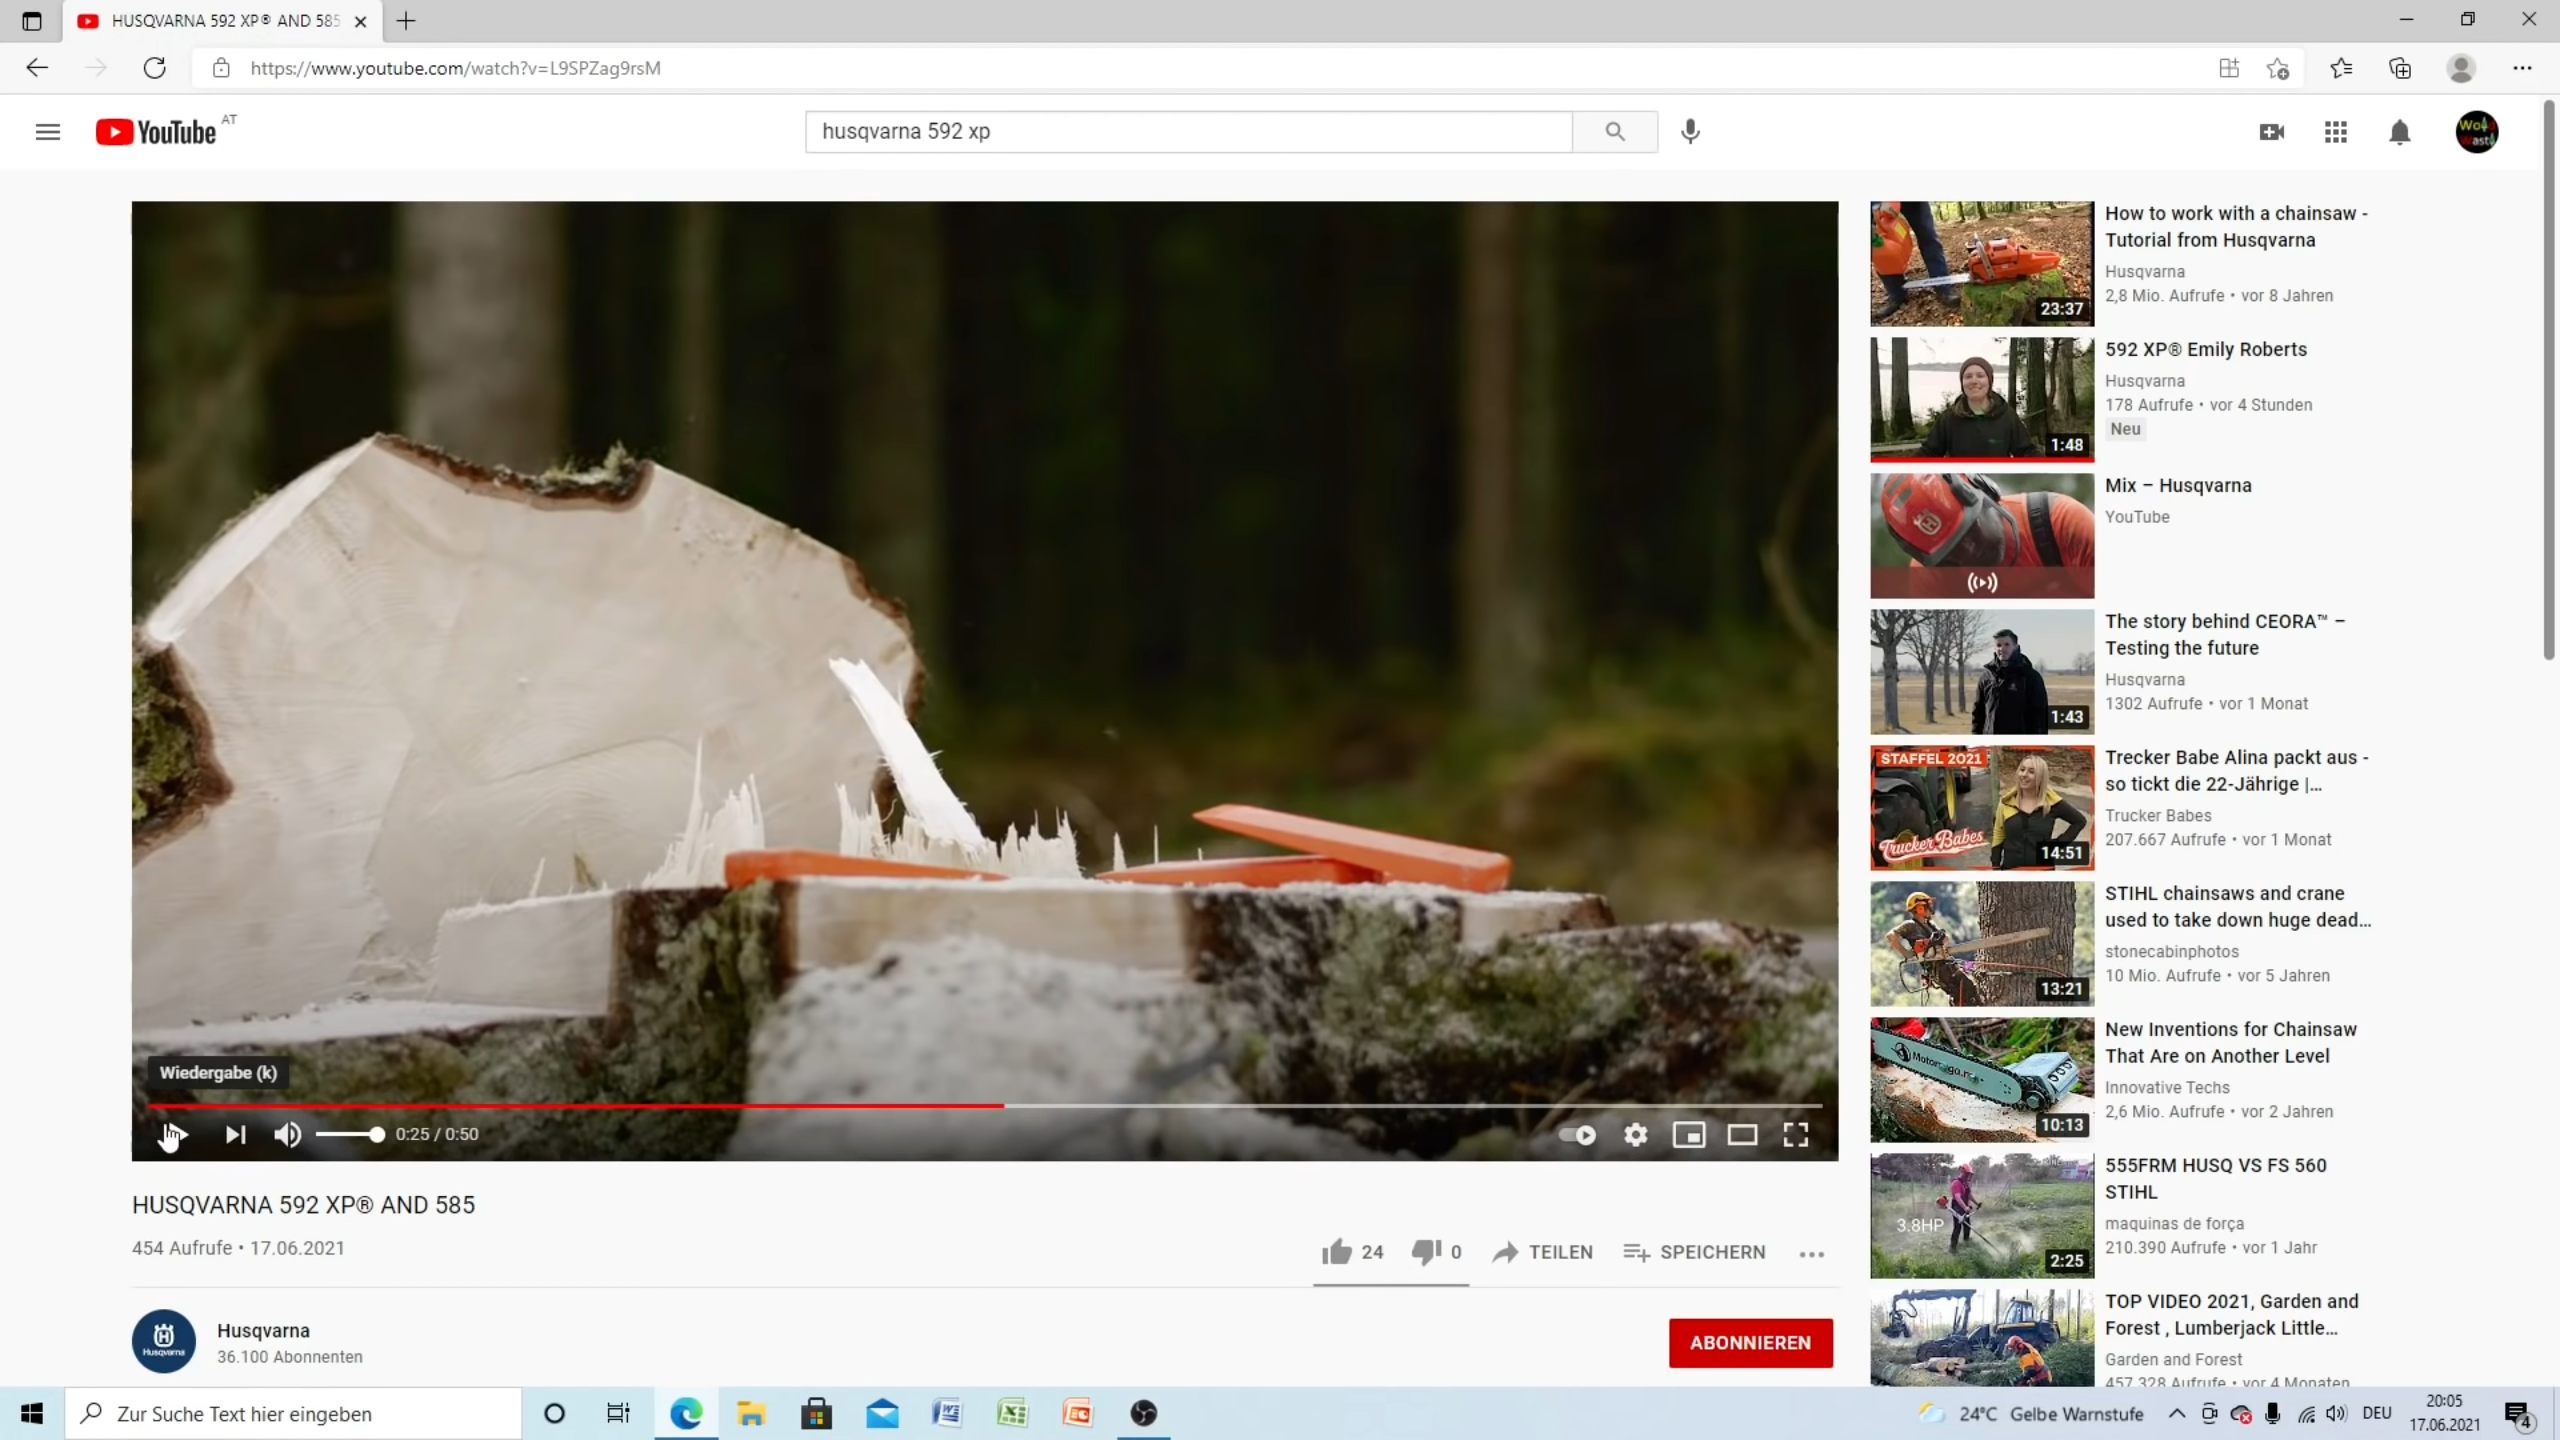 HUSQVARNA 592 XP® AND 585
https://www.youtube.com/watch?v=L9SPZag9rsM
YouTube AT
husqvarna 592 xp
Wiedergabe (k)
0:25 / 0:50
HUSQVARNA 592 XP® AND 585
454 Aufrufe • 17.06.2021
24
0
TEILEN
SPEICHERN
Husqvarna
Husqvarna
36.100 Abonnenten
ABONNIEREN
23:37
How to work with a chainsaw -
Tutorial from Husqvarna
Husqvarna
2,8 Mio. Aufrufe • vor 8 Jahren
1:48
592 XP® Emily Roberts
Husqvarna
178 Aufrufe • vor 4 Stunden
Neu
Mix – Husqvarna
YouTube
1:43
The story behind CEORA™ –
Testing the future
Husqvarna
1302 Aufrufe • vor 1 Monat
STAFFEL 2021
Trucker Babes
14:51
Trecker Babe Alina packt aus -
so tickt die 22-Jährige |...
Trucker Babes
207.667 Aufrufe • vor 1 Monat
13:21
STIHL chainsaws and crane
used to take down huge dead...
stonecabinphotos
10 Mio. Aufrufe • vor 5 Jahren
10:13
New Inventions for Chainsaw
That Are on Another Level
Innovative Techs
2,6 Mio. Aufrufe • vor 2 Jahren
3.8HP
2:25
555FRM HUSQ VS FS 560
STIHL
maquinas de força
210.390 Aufrufe • vor 1 Jahr
TOP VIDEO 2021, Garden and
Forest , Lumberjack Little...
Garden and Forest
457.328 Aufrufe • vor 4 Monaten
Zur Suche Text hier eingeben
24°C Gelbe Warnstufe
DEU
20:05
17.06.2021
4